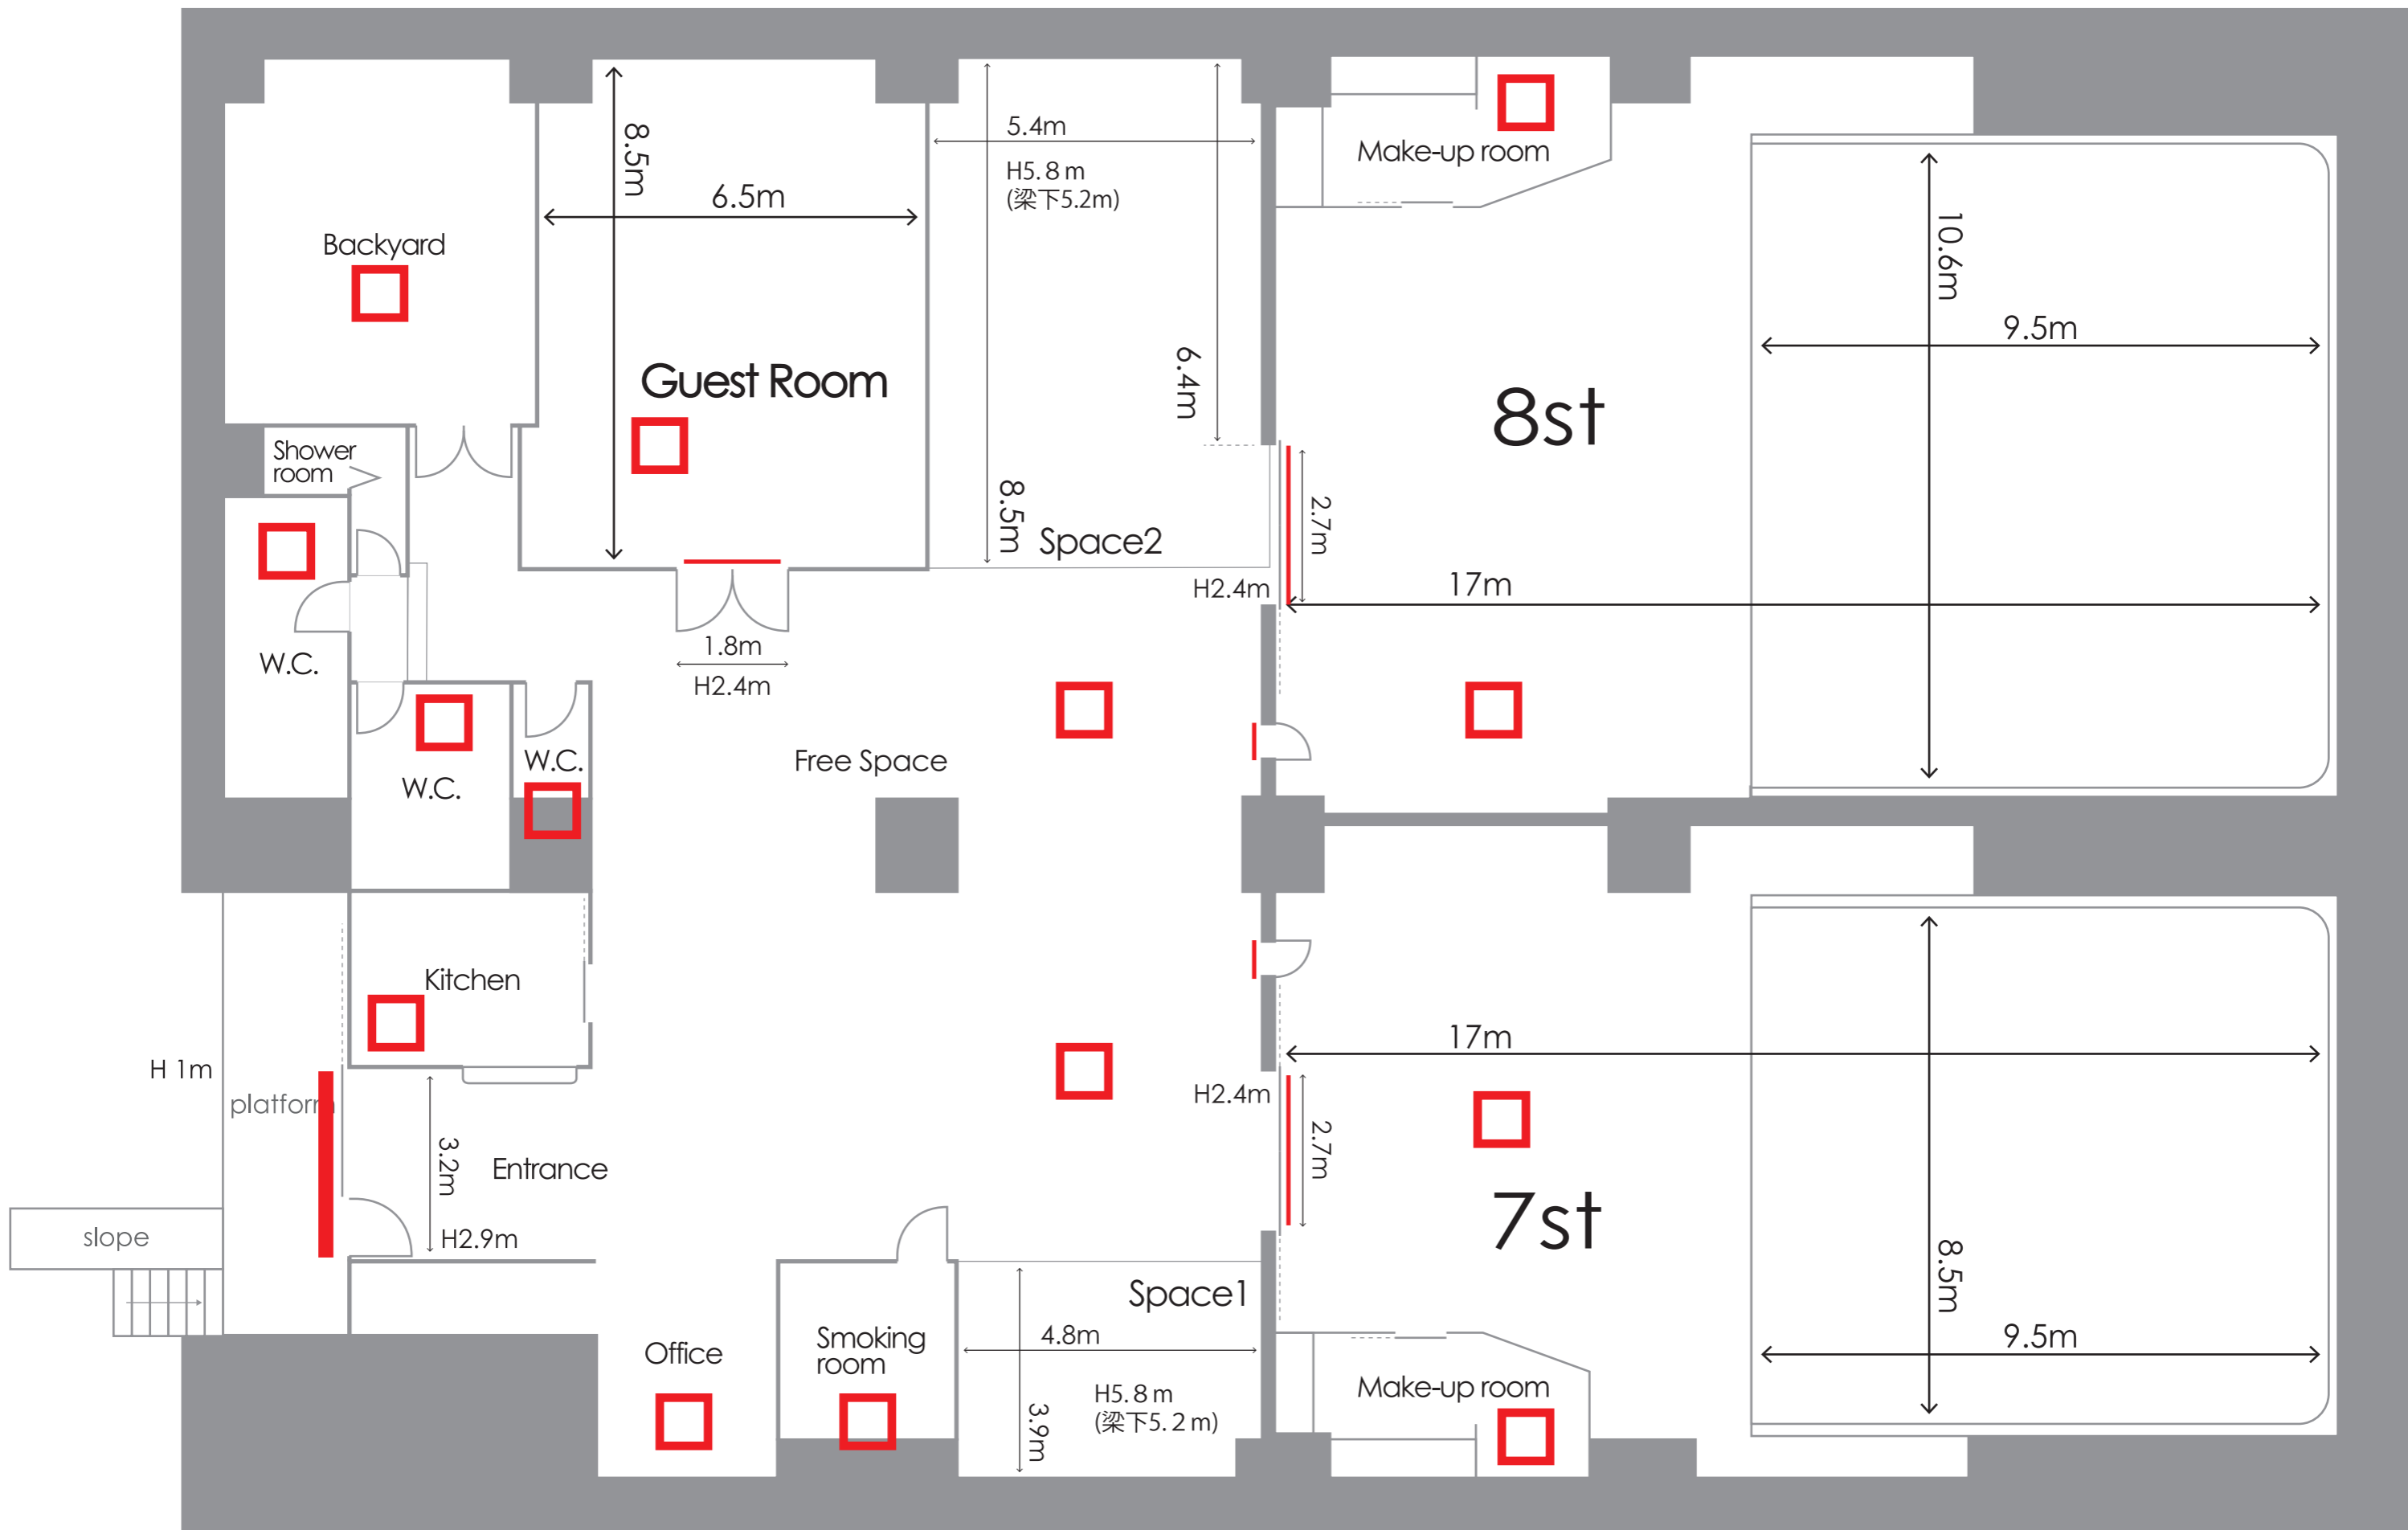 Make-up room
8.5m
6.5m
5.4m
H5.8m
(梁下5.2m)
Backyard
10.6m
9.5m
6.4m
Guest Room
8st
Shower
room
8.5m
Space2
2.7m
H2.4m
17m
W.C.
1.8m
H2.4m
W.C.
W.C.
Free Space
Kitchen
17m
H 1m
platform
H2.4m
2.7m
3.2m
Entrance
H2.9m
slope
7st
8.5m
Space1
4.8m
9.5m
Office
Smoking
room
3.9m
H5.8m
(梁下5.2m)
Make-up room